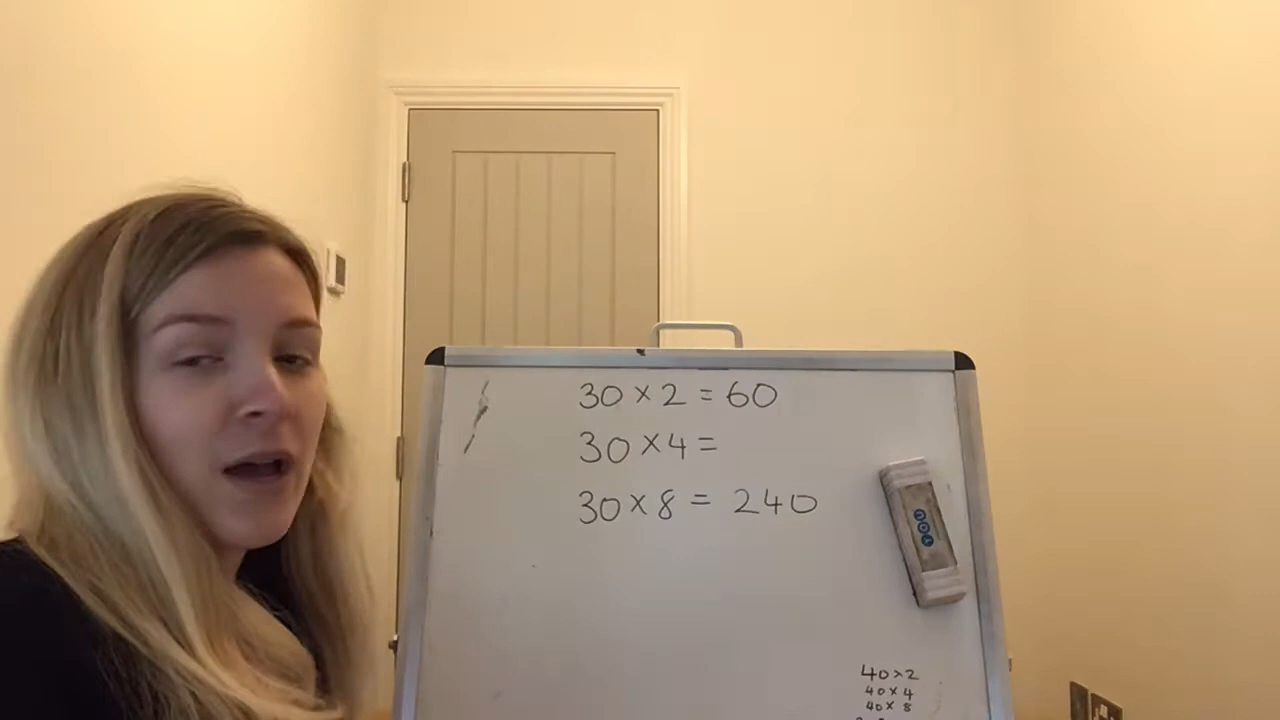 30 × 2 = 60
30 × 4 =
30 × 8 = 240
40 × 2
40 × 4
40 × 8